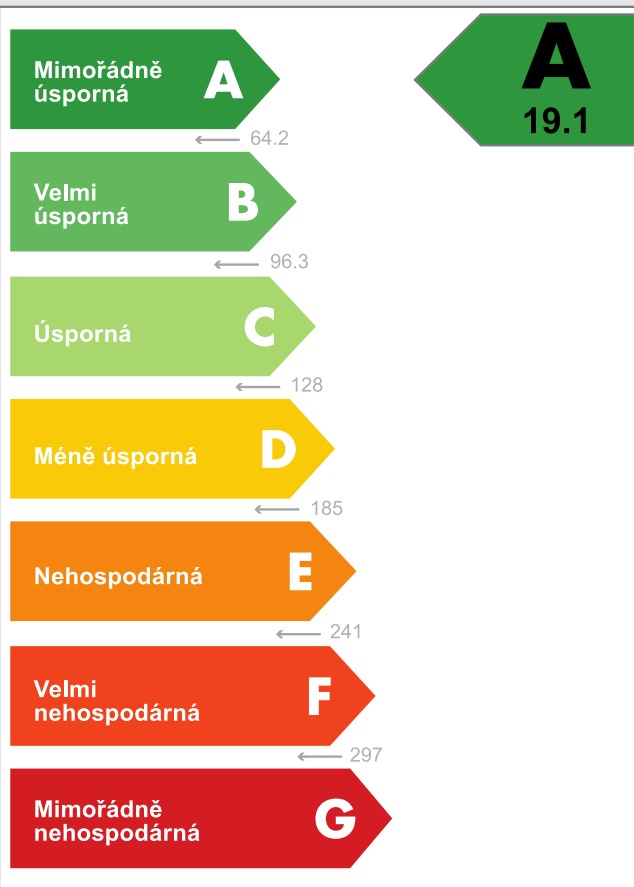 Mimořádně
úsporná
A
A
19.1
64.2
Velmi
úsporná
B
96.3
Úsporná
C
128
Méně úsporná
D
185
Nehospodárná
E
241
Velmi
nehospodárná
F
297
Mimořádně
nehospodárná
G